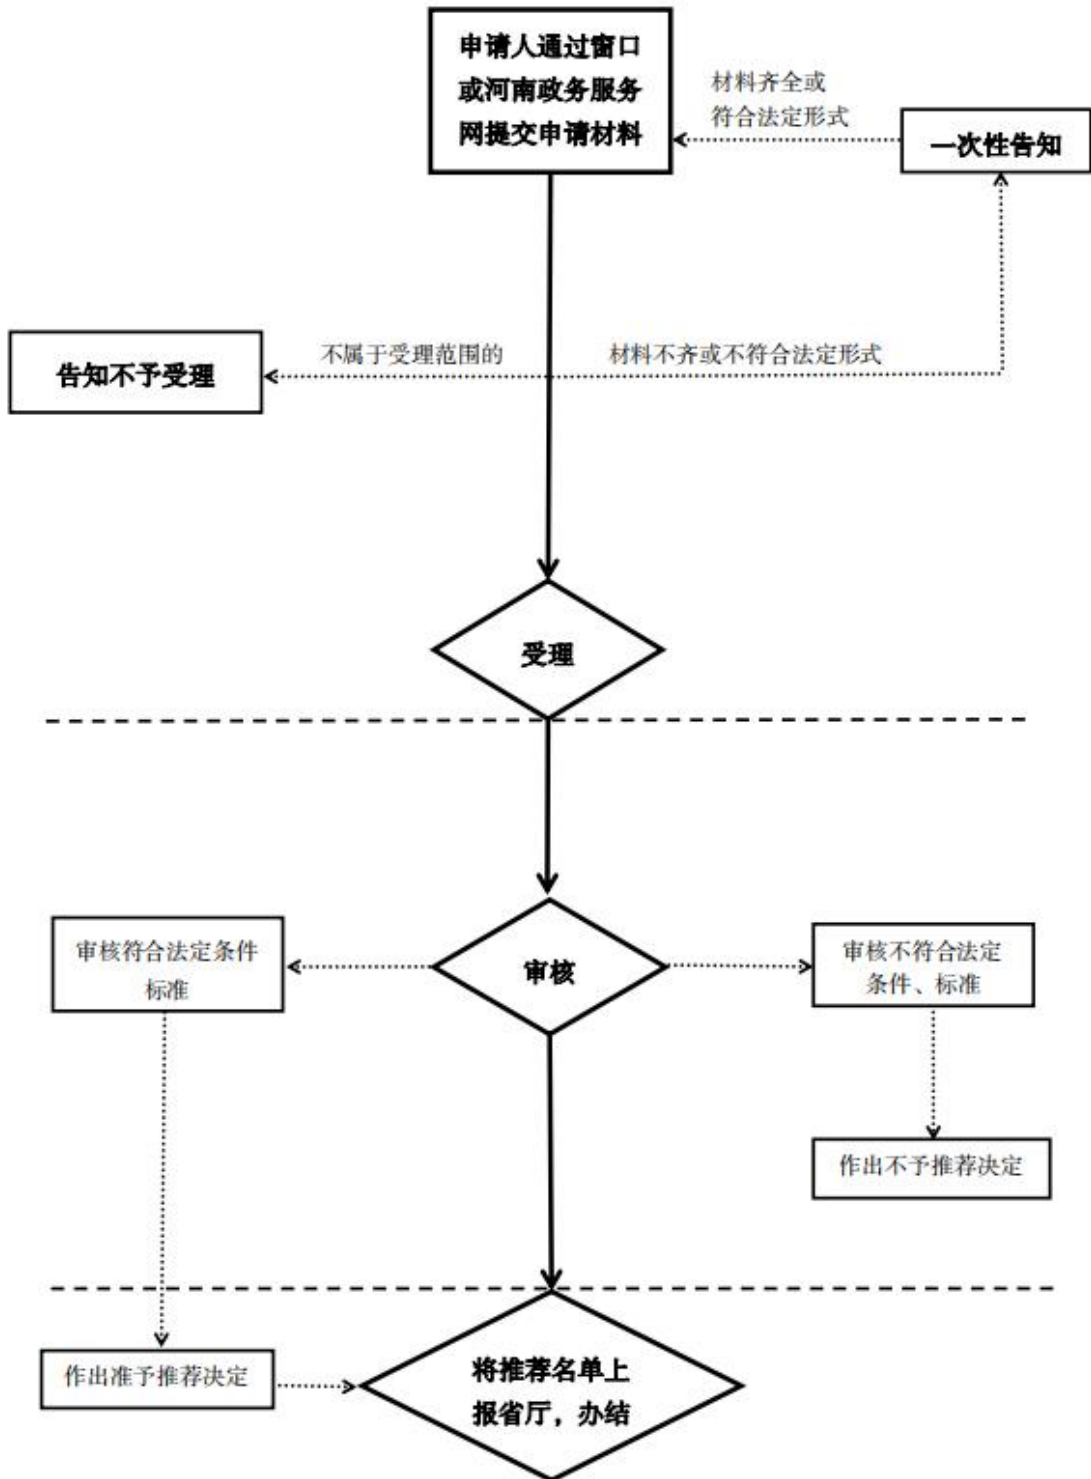 申请人通过窗口
或河南政务服务
网提交申请材料
材料齐全或
符合法定形式
一次性告知
告知不予受理
不属于受理范围的
材料不齐或不符合法定形式
受理
审核符合法定条件
标准
审核
审核不符合法定
条件、标准
作出不予推荐决定
作出准予推荐决定
将推荐名单上
报省厅，办结